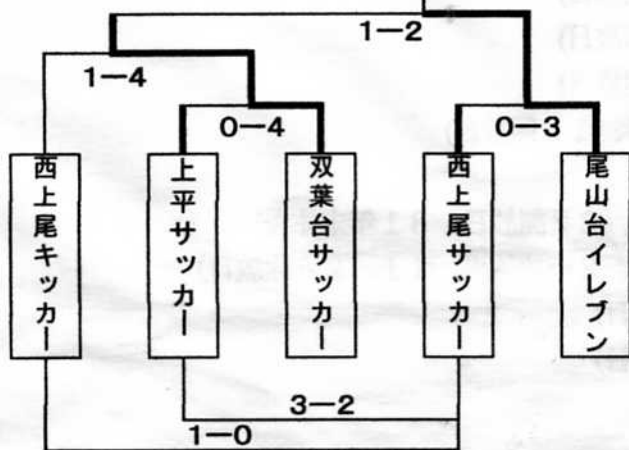 1－2
1－4
0－4
0－3
西上尾キッカー
上平サッカー
双葉台サッカー
西上尾サッカー
尾山台イレブン
3－2
1－0